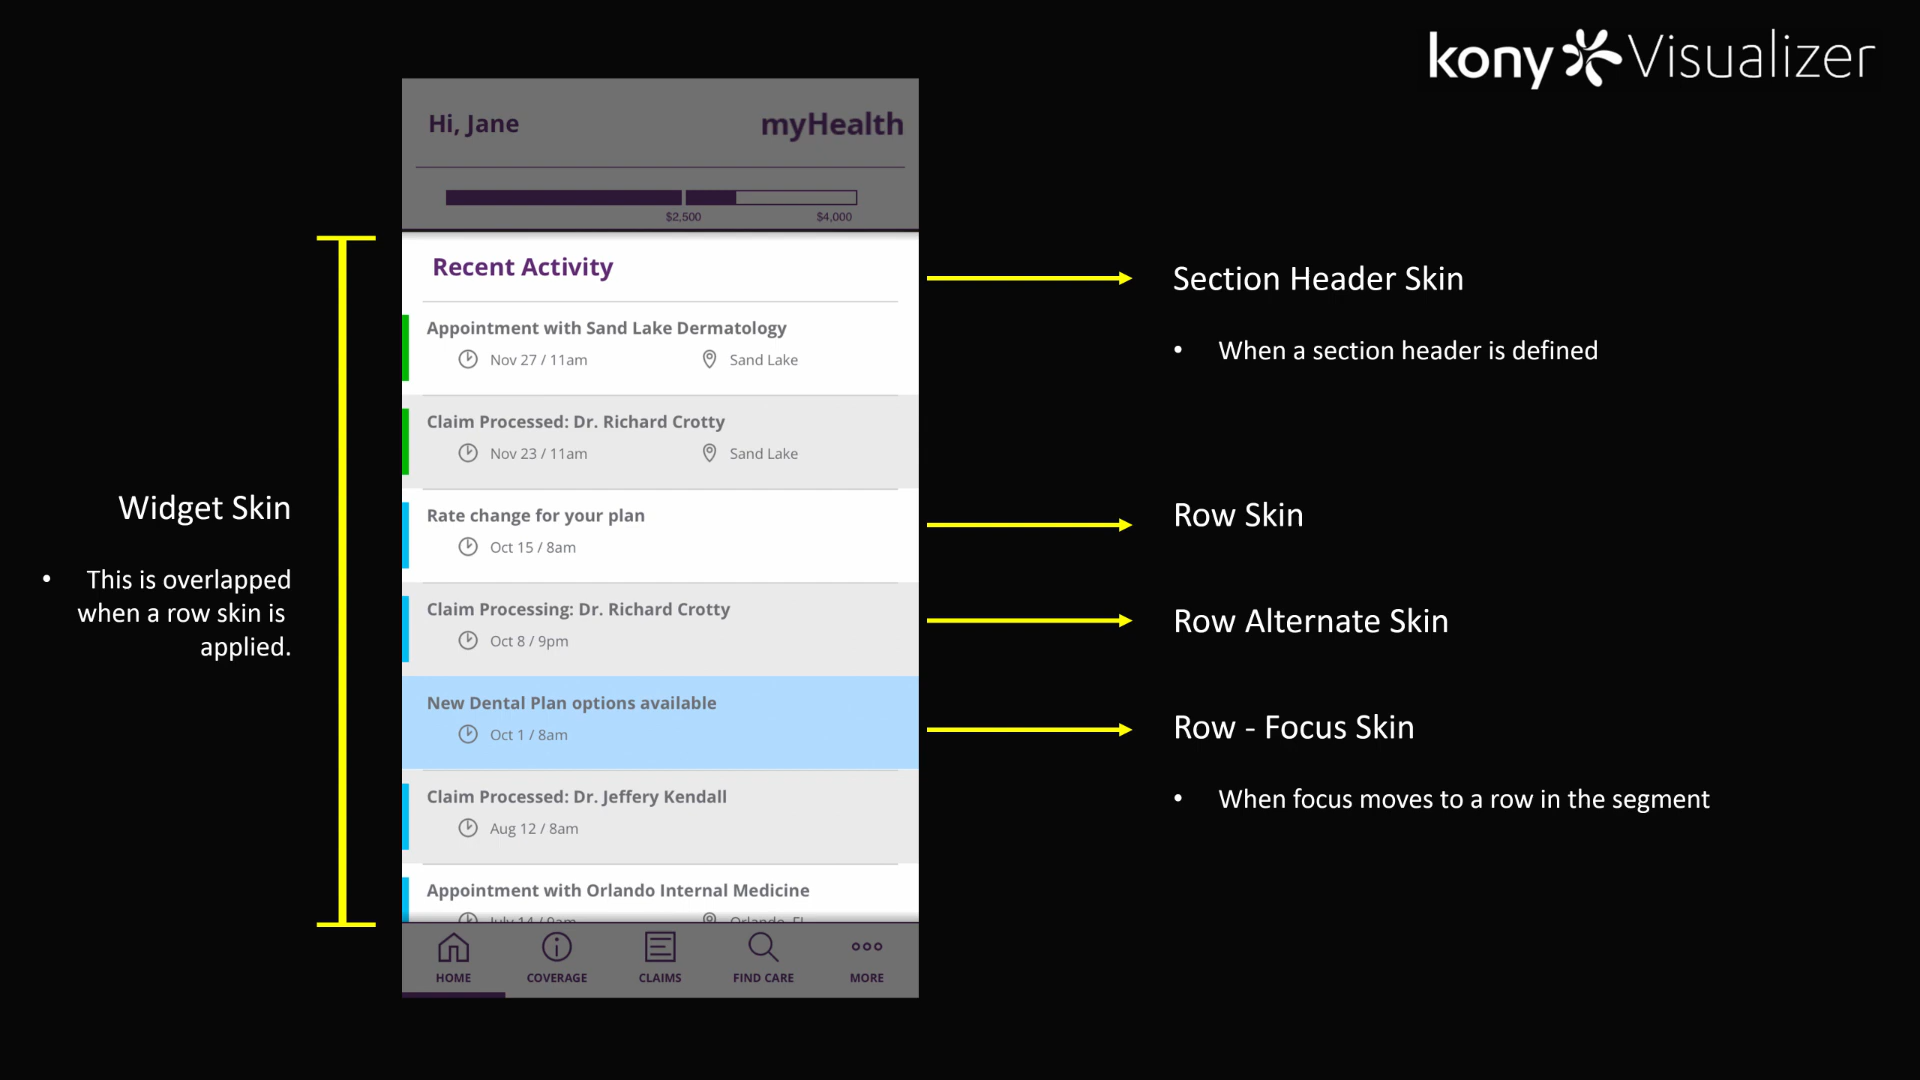 kony Visualizer
Hi, Jane
myHealth
$2,500
$4,000
Recent Activity
Appointment with Sand Lake Dermatology
Nov 27 / 11am
Sand Lake
Claim Processed: Dr. Richard Crotty
Nov 23 / 11am
Sand Lake
Rate change for your plan
Oct 15 / 8am
Claim Processing: Dr. Richard Crotty
Oct 8 / 9pm
New Dental Plan options available
Oct 1 / 8am
Claim Processed: Dr. Jeffery Kendall
Aug 12 / 8am
Appointment with Orlando Internal Medicine
July 14 / 9am
Orlando, FL
HOME
COVERAGE
CLAIMS
FIND CARE
MORE
Widget Skin
• This is overlapped
when a row skin is
applied.
Section Header Skin
• When a section header is defined
Row Skin
Row Alternate Skin
Row - Focus Skin
• When focus moves to a row in the segment